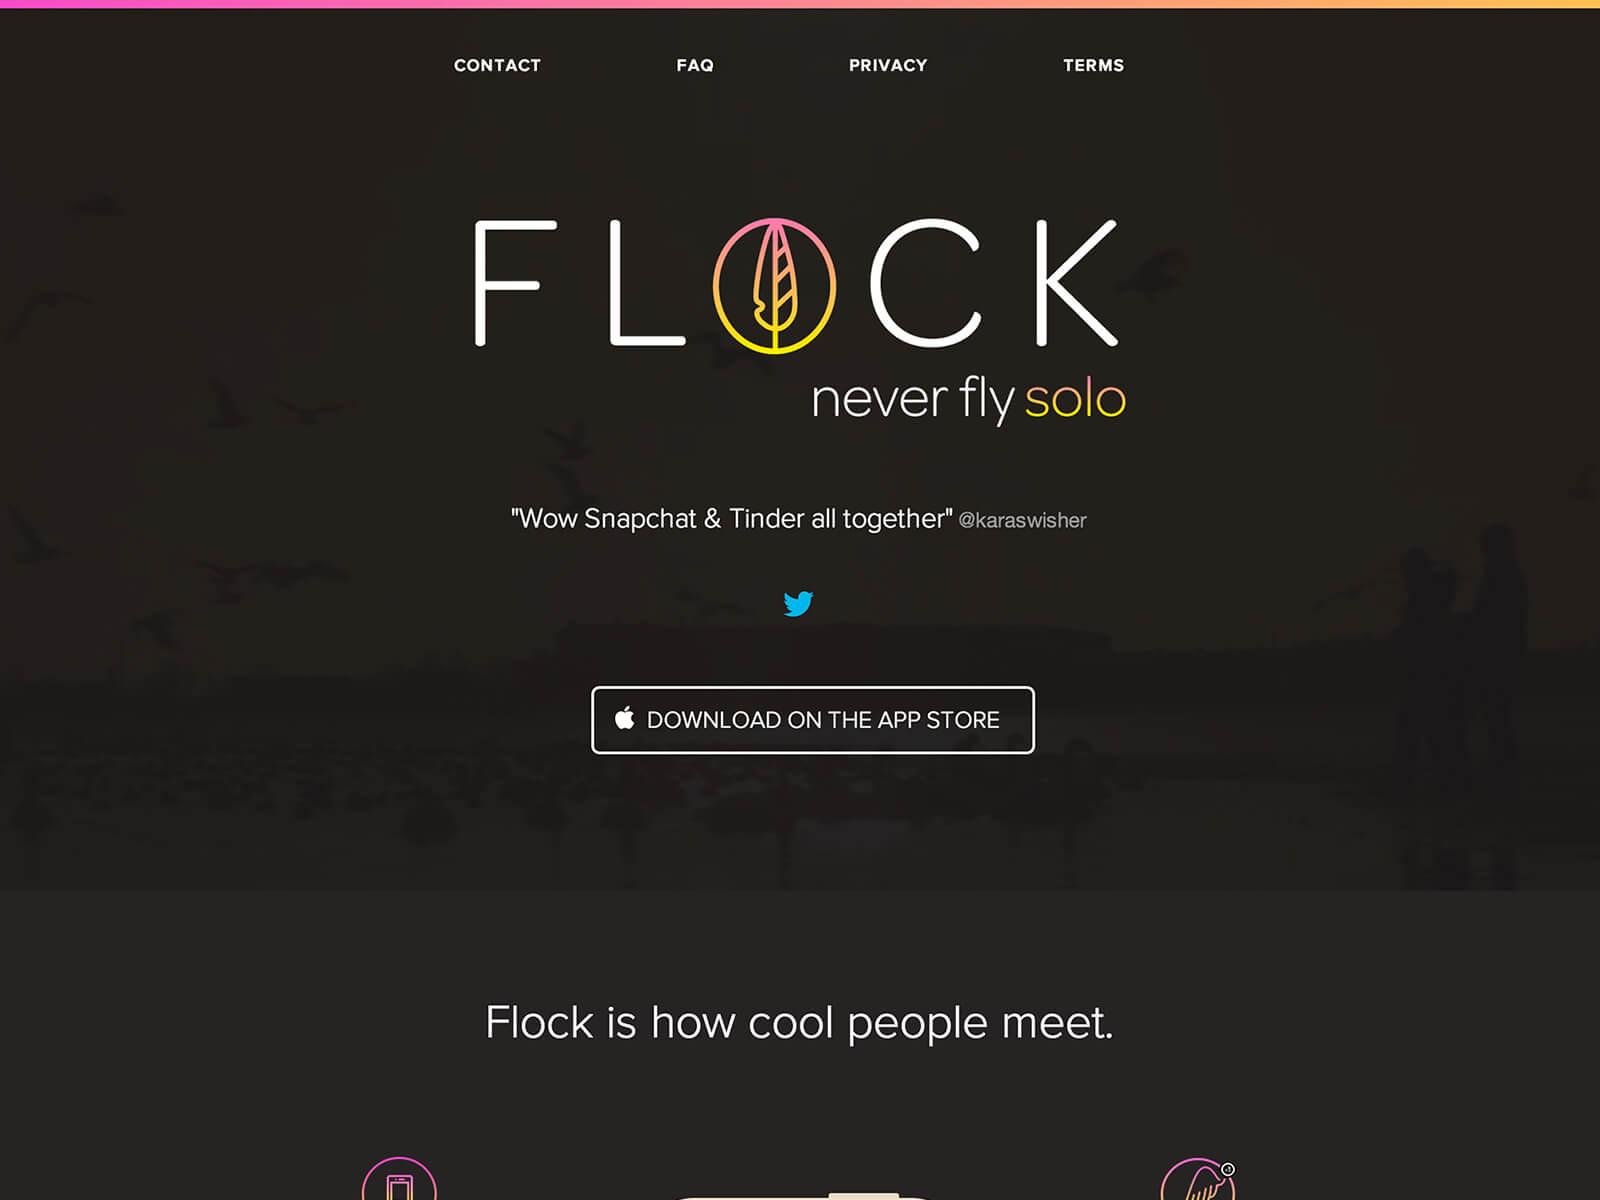 CONTACT FAQ PRIVACY TERMS
FLOCK
never fly solo
"Wow Snapchat & Tinder all together" @karaswisher
DOWNLOAD ON THE APP STORE
Flock is how cool people meet.